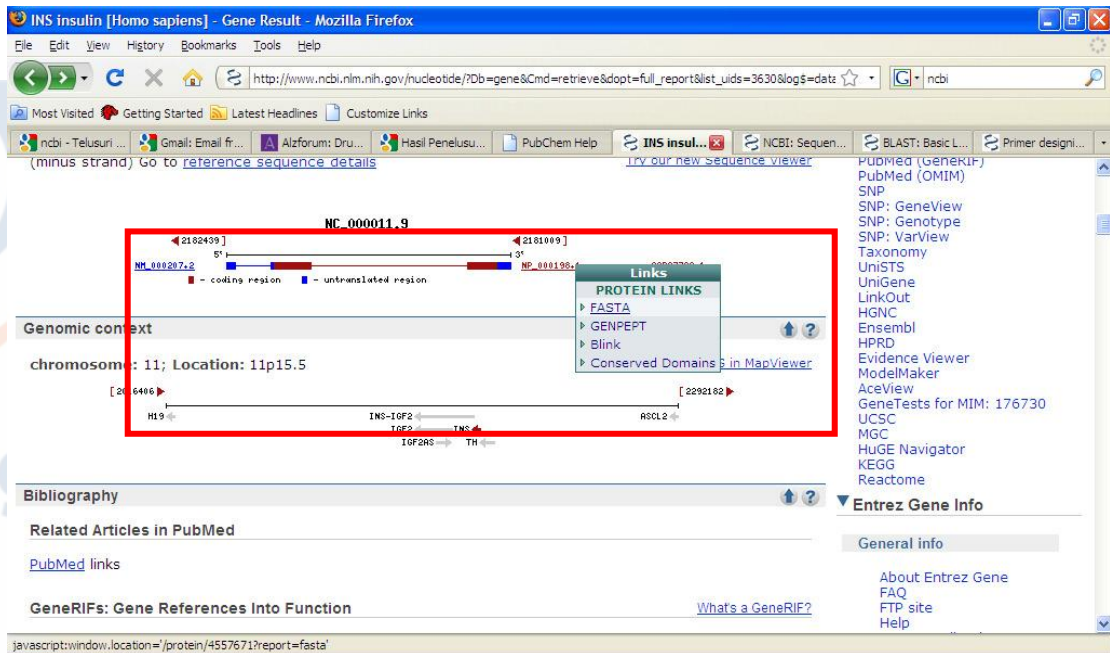 INS insulin [Homo sapiens] - Gene Result - Mozilla Firefox
File Edit View History Bookmarks Tools Help
http://www.ncbi.nlm.nih.gov/nucleotide/?Db=gene&Cmd=retrieve&dopt=full_report&list_uids=3630&log$=data
G ncbi
Most Visited Getting Started Latest Headlines Customize Links
ncbi - Telusuri ... Gmail: Email fr... Alzforum: Dru... Hasil Penelusu... PubChem Help INS insul... NCBI: Sequen... BLAST: Basic L... Primer designi...
(minus strand) Go to reference sequence details
Try our new Sequence Viewer
NC_000011.9
2182439 ]
2181009 ]
5'
3'
NM_000207.2
NP_000198.1
- coding region - untranslated region
Links
PROTEIN LINKS
FASTA
GENPEPT
Blink
Conserved Domains
Genomic context
chromosome: 11; Location: 11p15.5
S in MapViewer
[ 2016406
[ 2292182
H19
INS-IGF2
ASCL2
IGF2
INS
IGF2AS
TH
Bibliography
Related Articles in PubMed
PubMed links
GeneRIFs: Gene References Into Function
What's a GeneRIF?
PubMed (GeneRIF)
PubMed (OMIM)
SNP
SNP: GeneView
SNP: Genotype
SNP: VarView
Taxonomy
UniSTS
UniGene
LinkOut
HGNC
Ensembl
HPRD
Evidence Viewer
ModelMaker
AceView
GeneTests for MIM: 176730
UCSC
MGC
HuGE Navigator
KEGG
Reactome
Entrez Gene Info
General info
About Entrez Gene
FAQ
FTP site
Help
javascript:window.location='/protein/4557671?report=fasta'